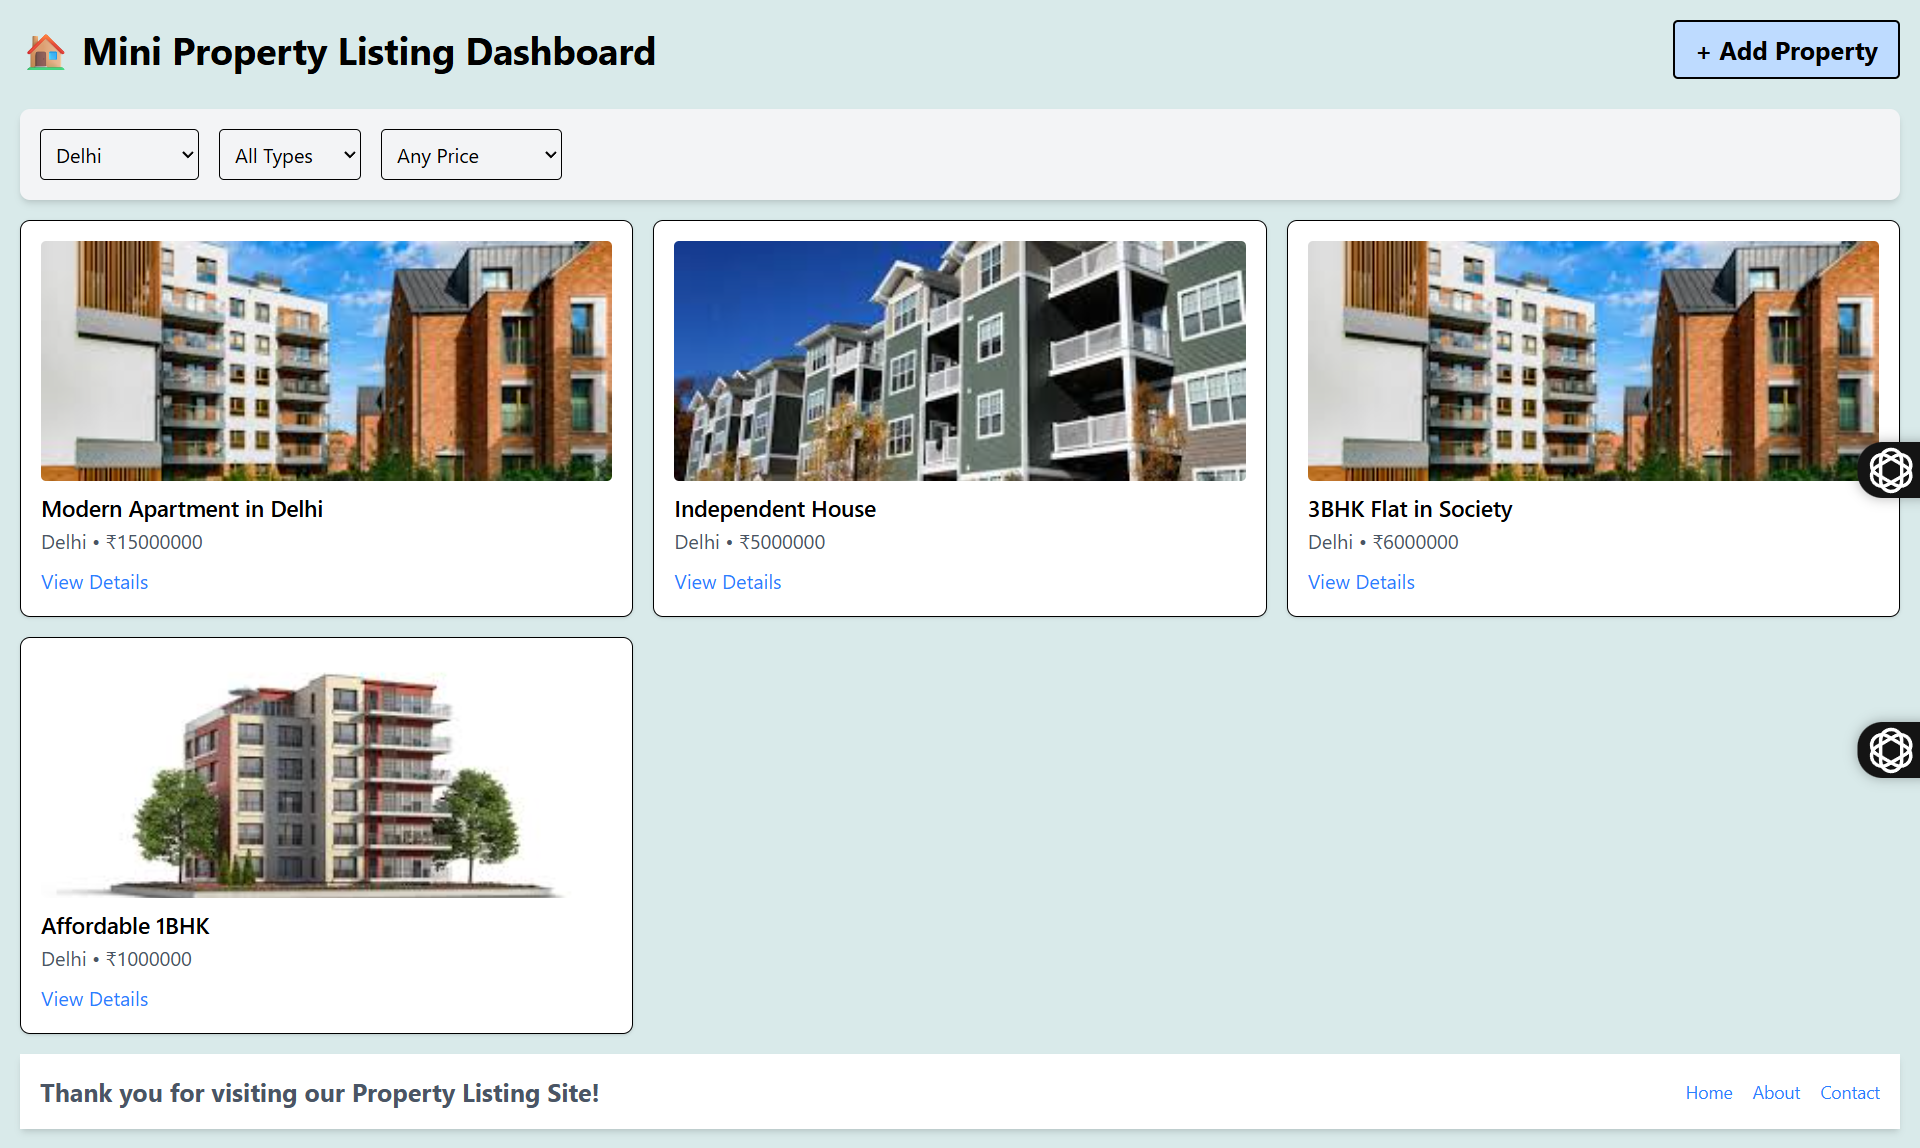 Mini Property Listing Dashboard
+ Add Property
Delhi
All Types
Any Price
Modern Apartment in Delhi
Delhi • ₹15000000
View Details
Independent House
Delhi • ₹5000000
View Details
3BHK Flat in Society
Delhi • ₹6000000
View Details
Affordable 1BHK
Delhi • ₹1000000
View Details
Thank you for visiting our Property Listing Site!
Home
About
Contact